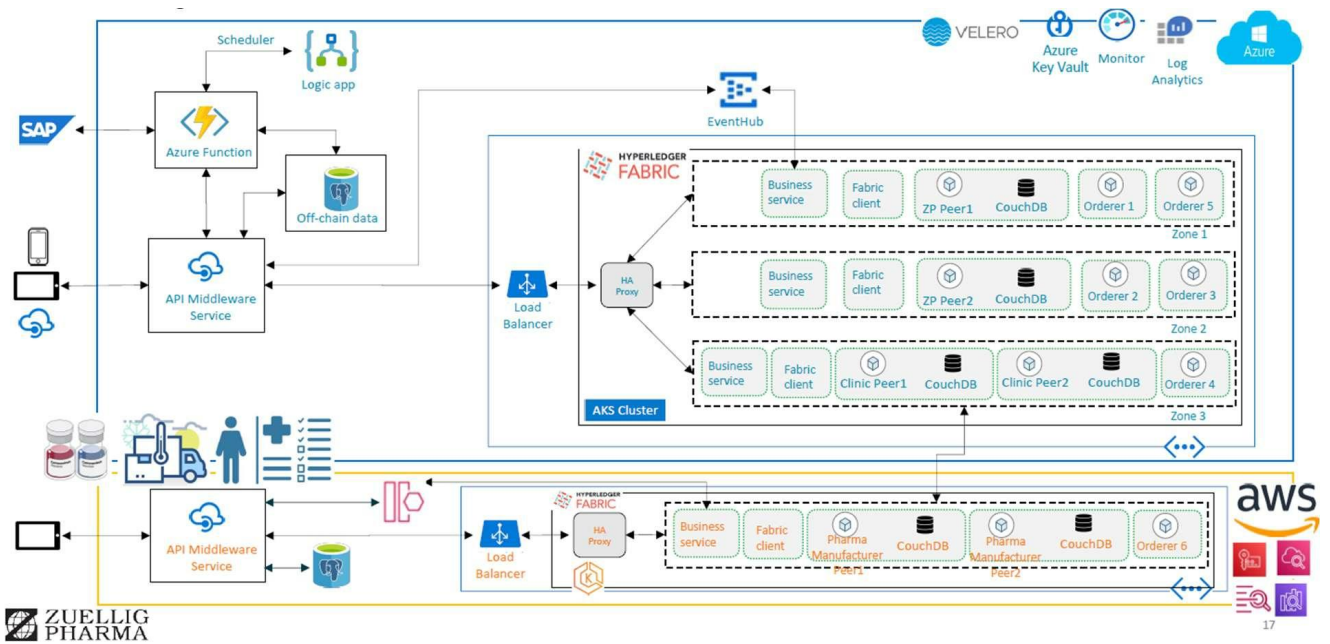 Scheduler
Logic app
VELERO
Azure
Key Vault
Monitor
Log
Analytics
Azure
SAP
Azure Function
EventHub
Off-chain data
API Middleware
Service
Load
Balancer
HYPERLEDGER
FABRIC
HA
Proxy
Business
service
Fabric
client
ZP Peer1
CouchDB
Orderer 1
Orderer 5
Zone 1
Business
service
Fabric
client
ZP Peer2
CouchDB
Orderer 2
Orderer 3
Zone 2
Business
service
Fabric
client
Clinic Peer1
CouchDB
Clinic Peer2
CouchDB
Orderer 4
Zone 3
AKS Cluster
API Middleware
Service
Load
Balancer
HYPERLEDGER
FABRIC
HA
Proxy
K
Business
service
Fabric
client
Pharma
Manufacturer
Peer1
CouchDB
Pharma
Manufacturer
Peer2
CouchDB
Orderer 6
aws
ZUELLIG
PHARMA
17